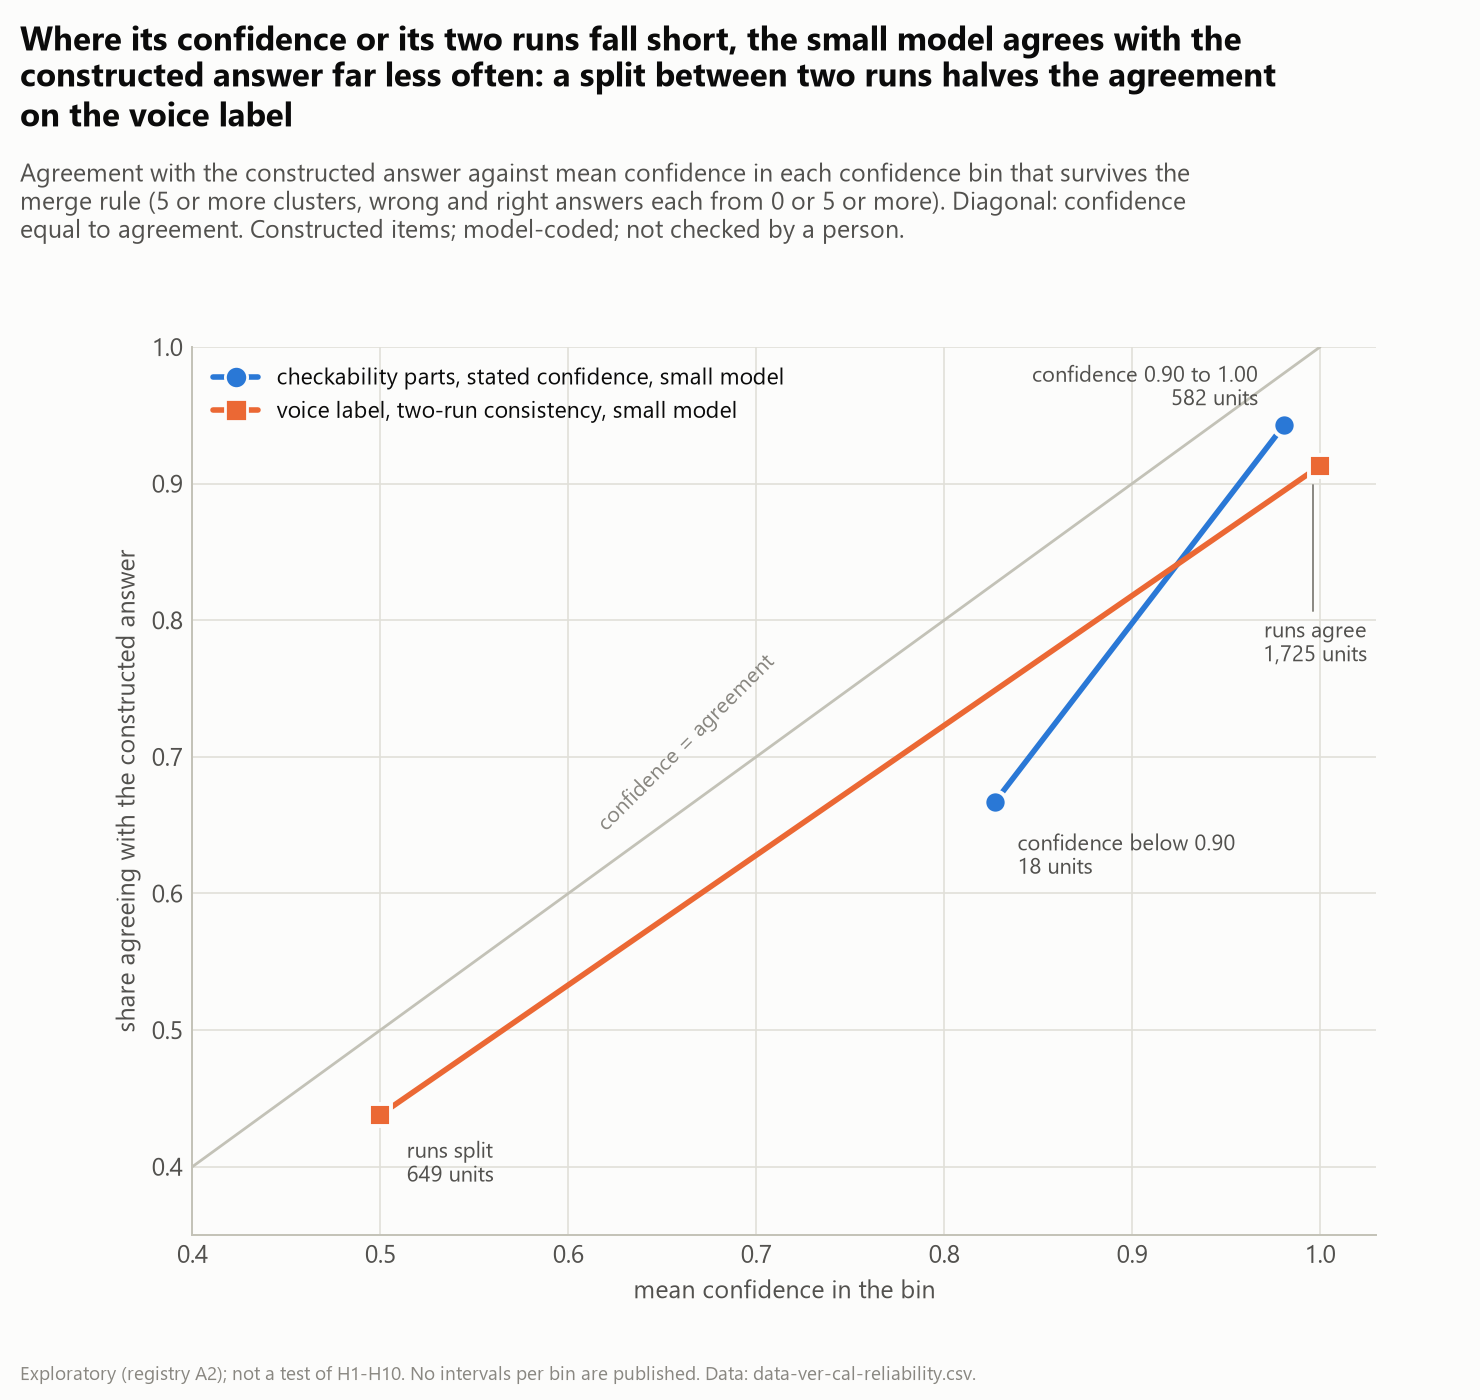 Where its confidence or its two runs fall short, the small model agrees with the
constructed answer far less often: a split between two runs halves the agreement
on the voice label
Agreement with the constructed answer against mean confidence in each confidence bin that survives the
merge rule (5 or more clusters, wrong and right answers each from 0 or 5 or more). Diagonal: confidence
equal to agreement. Constructed items; model-coded; not checked by a person.
checkability parts, stated confidence, small model
voice label, two-run consistency, small model
confidence 0.90 to 1.00
582 units
runs agree
1,725 units
confidence = agreement
confidence below 0.90
18 units
runs split
649 units
share agreeing with the constructed answer
1.0
0.9
0.8
0.7
0.6
0.5
0.4
0.4 0.5 0.6 0.7 0.8 0.9 1.0
mean confidence in the bin
Exploratory (registry A2); not a test of H1-H10. No intervals per bin are published. Data: data-ver-cal-reliability.csv.